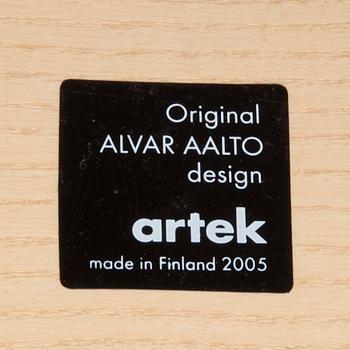 Original
ALVAR AALTO
design
artek
made in Finland 2005